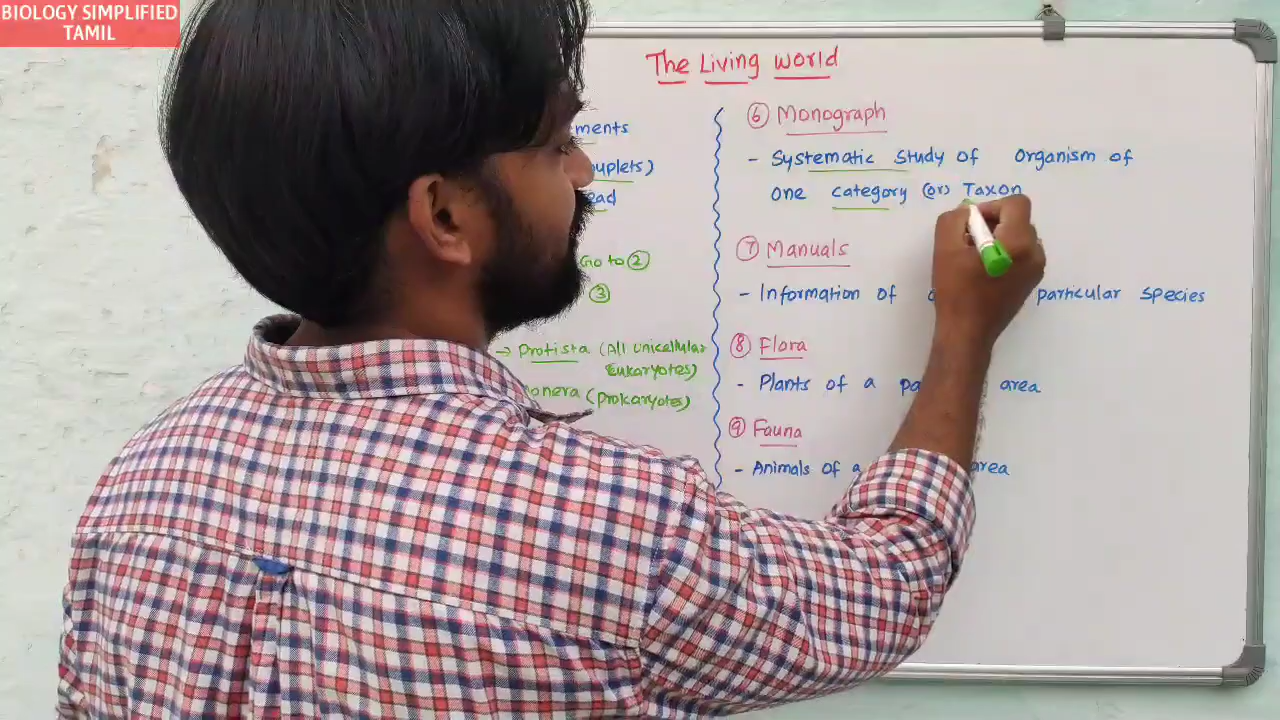 BIOLOGY SIMPLIFIED
TAMIL
The Living world
ments
ouplets)
ead
Go to ②
③
→ Protista (All Unicellular
Eukaryotes)
onera (prokaryotes)
⑥ Monograph
- Systematic Study of Organism of
one category (or) Taxon
⑦ Manuals
- Information of particular species
⑧ Flora
- Plants of a pa area
⑨ Fauna
- Animals of a area